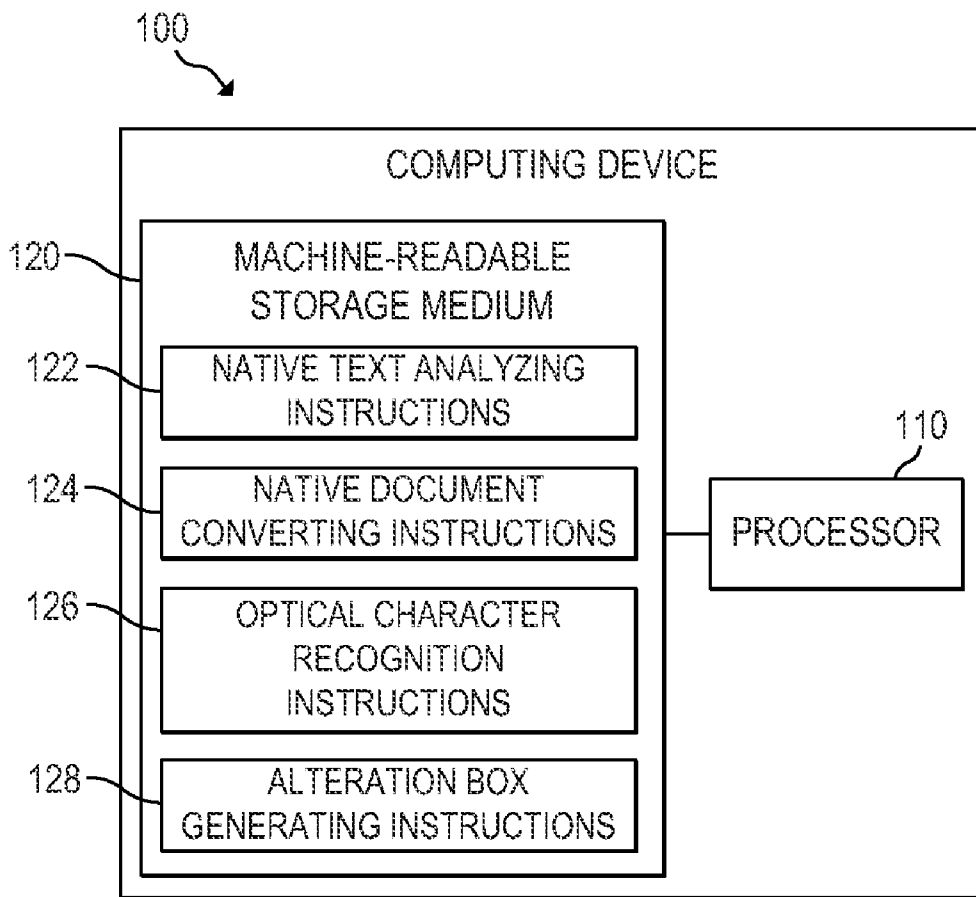 100
COMPUTING DEVICE
120
MACHINE-READABLE
STORAGE MEDIUM
122
NATIVE TEXT ANALYZING
INSTRUCTIONS
110
124
NATIVE DOCUMENT
CONVERTING INSTRUCTIONS
PROCESSOR
126
OPTICAL CHARACTER
RECOGNITION
INSTRUCTIONS
128
ALTERATION BOX
GENERATING INSTRUCTIONS